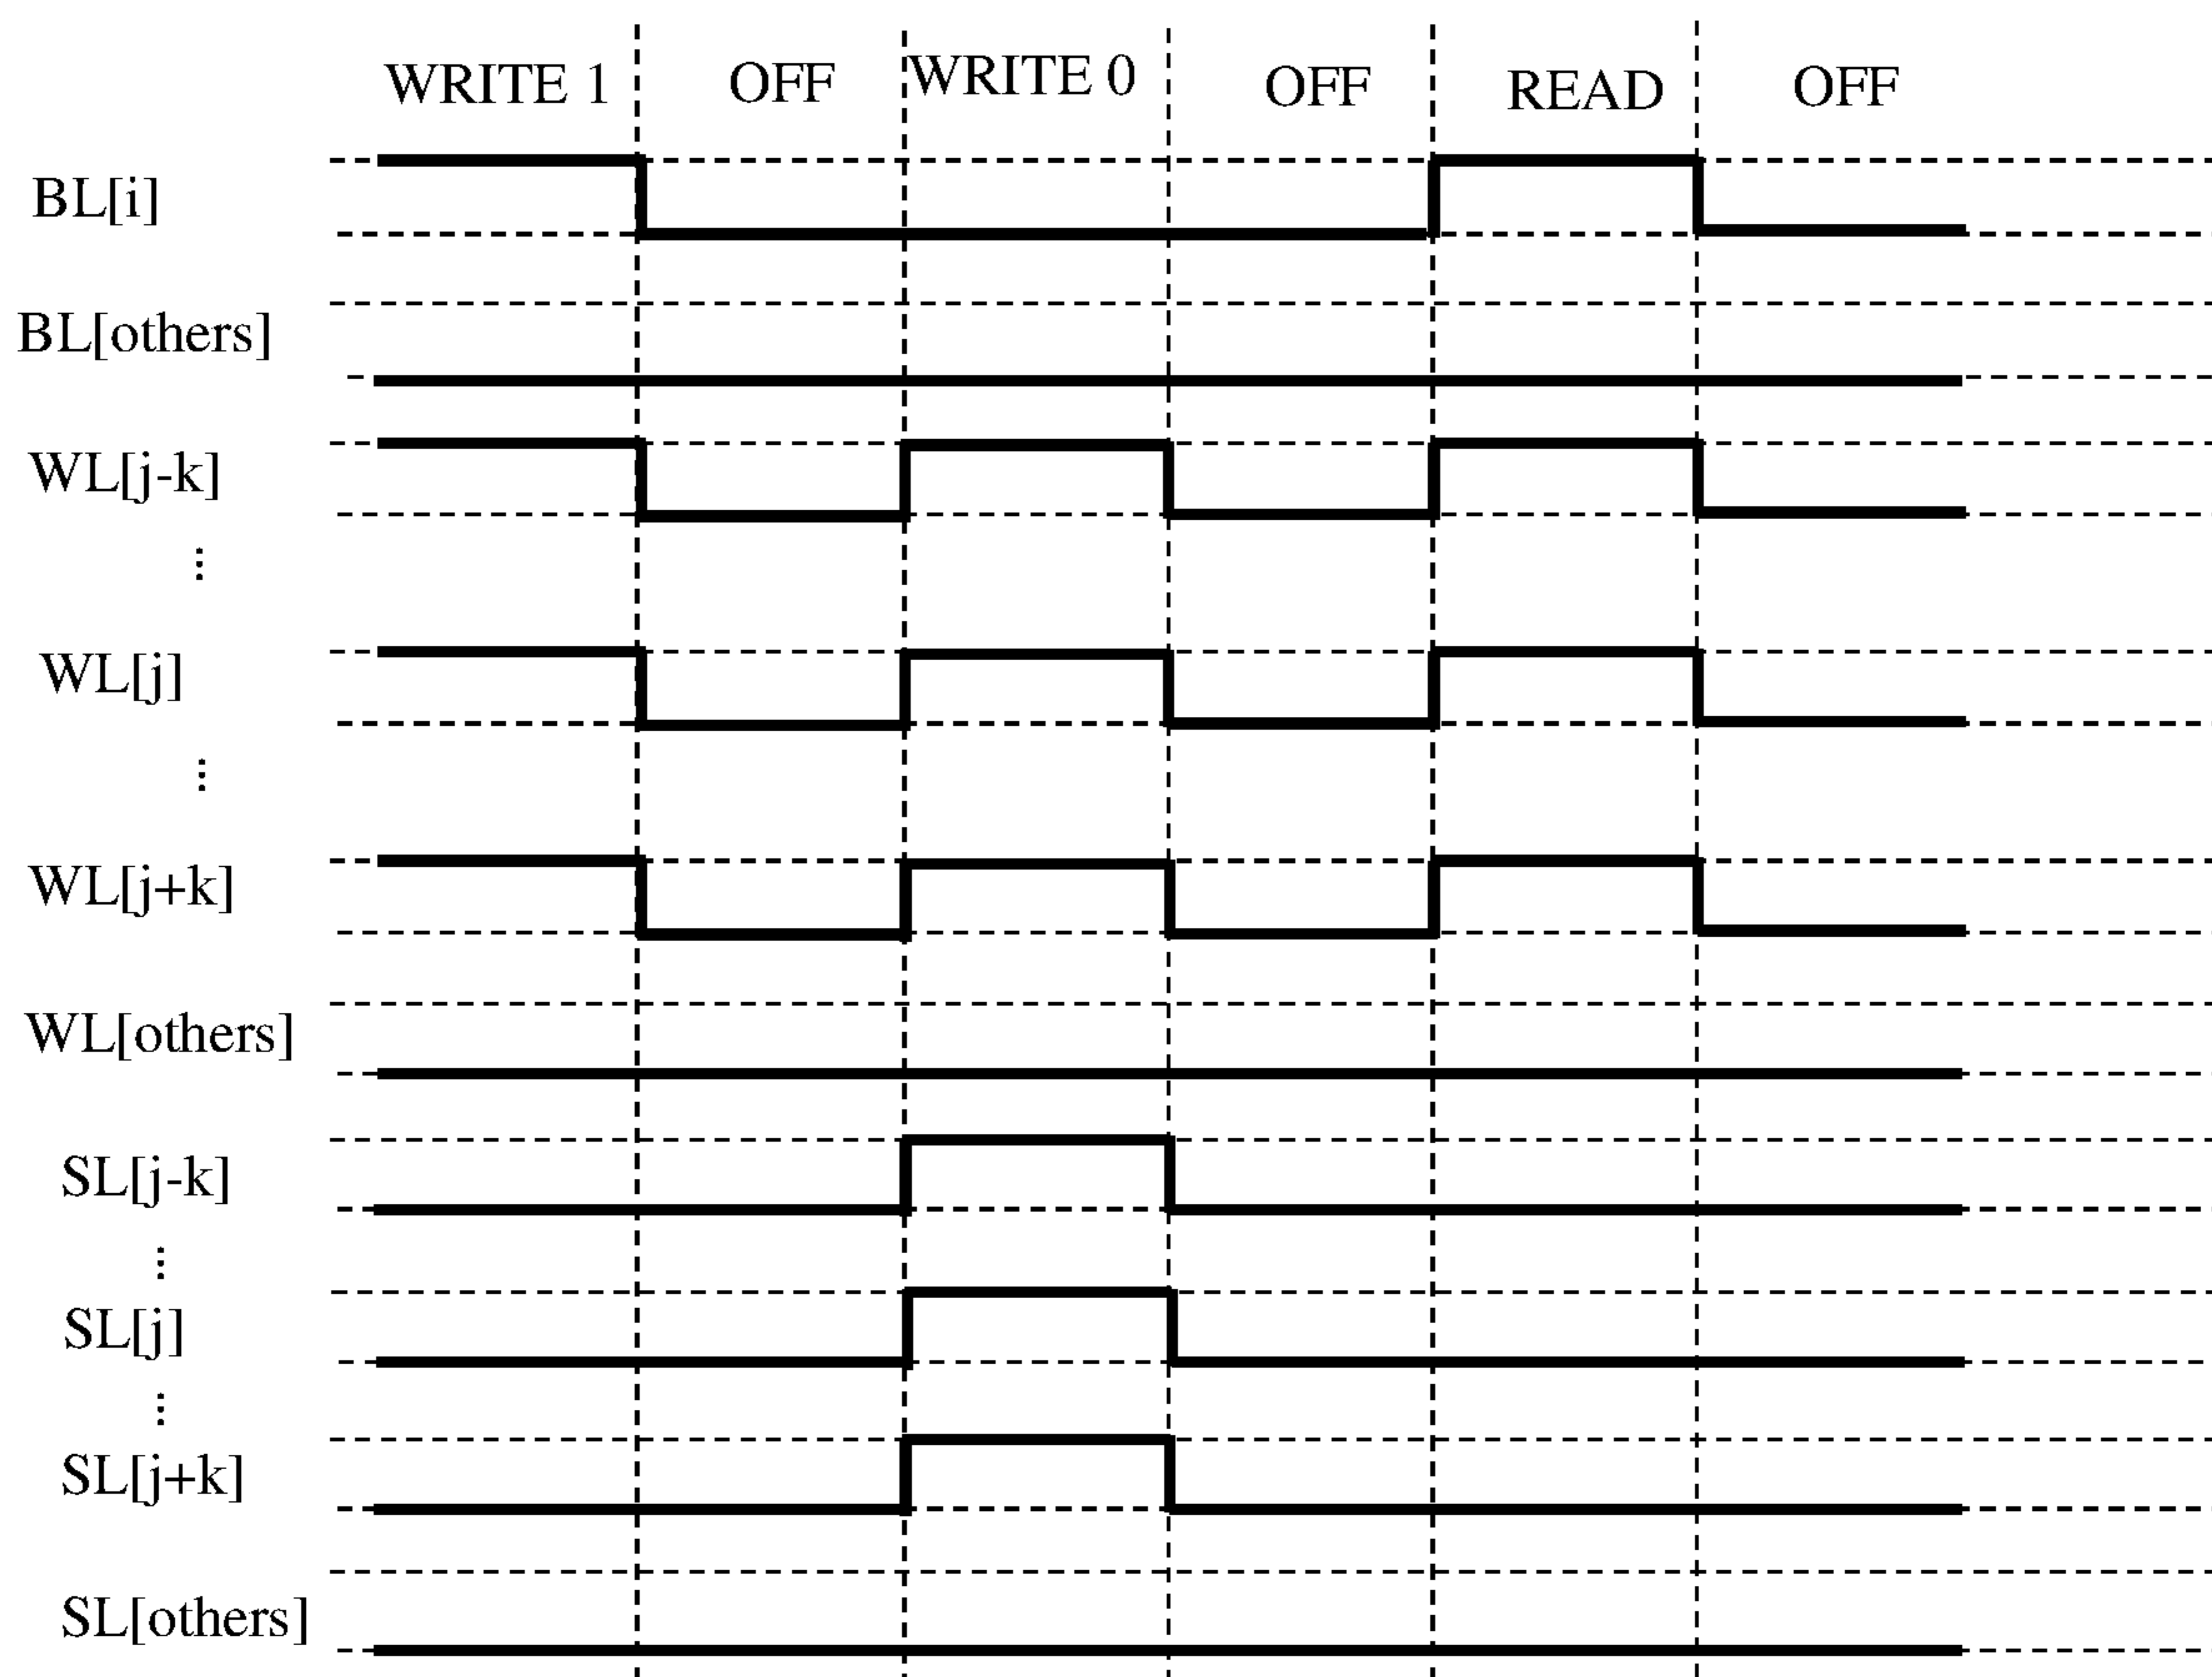 WRITE 1 OFF WRITE 0 OFF READ OFF
BL[i]
BL[others]
WL[j-k]
...
WL[j]
...
WL[j+k]
WL[others]
SL[j-k]
...
SL[j]
...
SL[j+k]
SL[others]